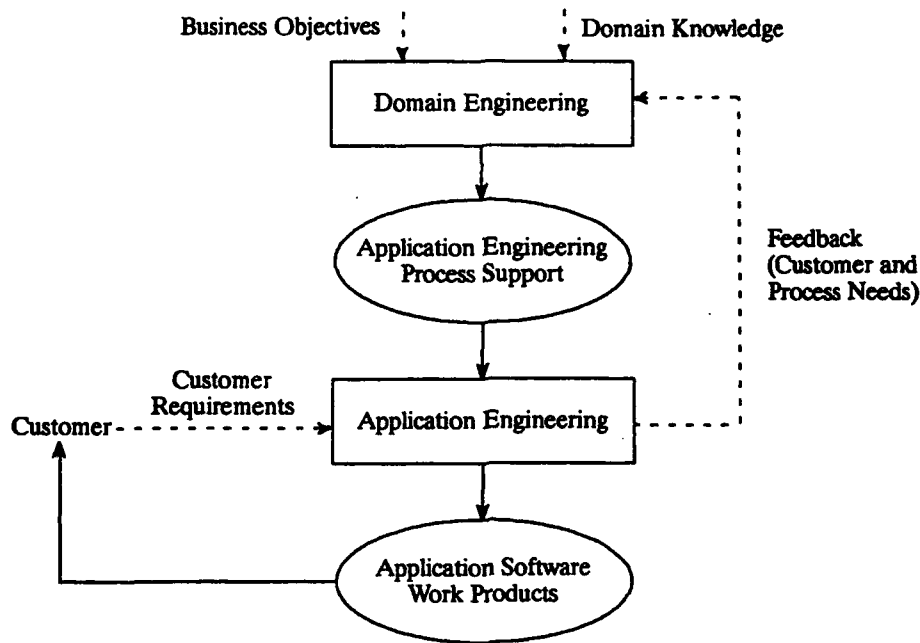 Business Objectives
Domain Knowledge
Domain Engineering
Application Engineering
Process Support
Feedback
(Customer and
Process Needs)
Customer
Requirements
Customer
Application Engineering
Application Software
Work Products